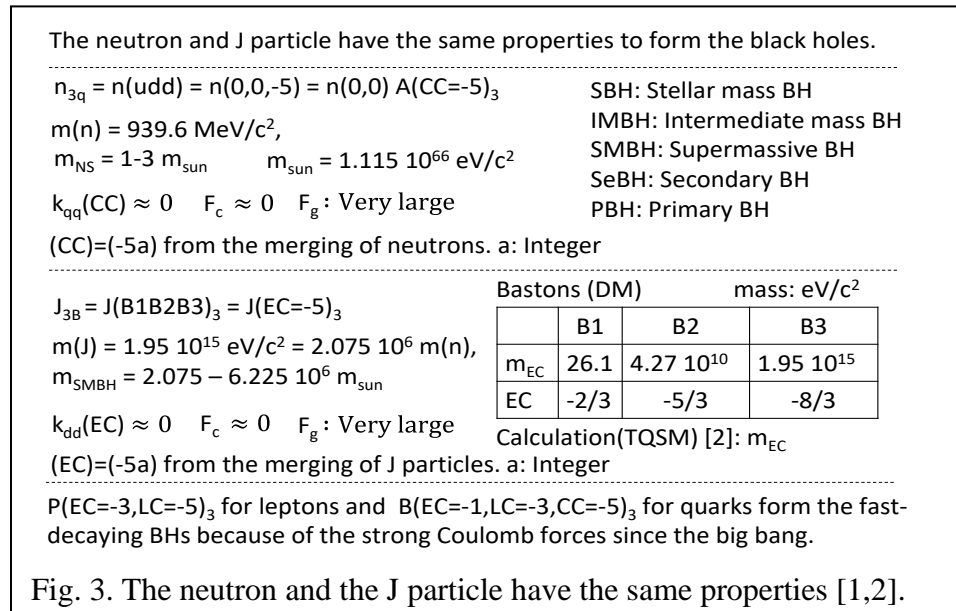 The neutron and J particle have the same properties to form the black holes.
n3q = n(udd) = n(0,0,-5) = n(0,0) A(CC=-5)3
m(n) = 939.6 MeV/c2,
mNS = 1-3 msun msun = 1.115 1066 eV/c2
kqq(CC) ≈ 0 Fc ≈ 0 Fg: Very large
(CC)=(-5a) from the merging of neutrons. a: Integer
SBH: Stellar mass BH
IMBH: Intermediate mass BH
SMBH: Supermassive BH
SeBH: Secondary BH
PBH: Primary BH
J3B = J(B1B2B3)3 = J(EC=-5)3
m(J) = 1.95 1015 eV/c2 = 2.075 106 m(n),
mSMBH = 2.075 – 6.225 106 msun
kdd(EC) ≈ 0 Fc ≈ 0 Fg: Very large
(EC)=(-5a) from the merging of J particles. a: Integer
Bastons (DM) mass: eV/c2
B1 B2 B3
mEC 26.1 4.27 1010 1.95 1015
EC -2/3 -5/3 -8/3
Calculation(TQSM) [2]: mEC
P(EC=-3,LC=-5)3 for leptons and B(EC=-1,LC=-3,CC=-5)3 for quarks form the fast-
decaying BHs because of the strong Coulomb forces since the big bang.
Fig. 3. The neutron and the J particle have the same properties [1,2].